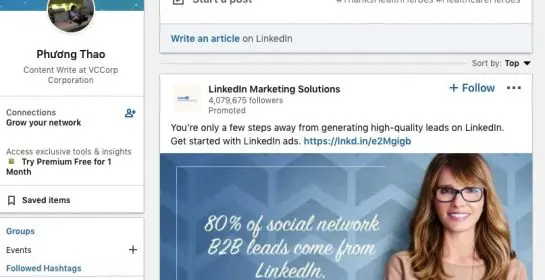 Start a post
#ThanksHealthHeroes #HealthcareHeroes
Write an article on LinkedIn
Sort by: Top
Phương Thao
Content Write at VCCorp
Corporation
Connections
Grow your network
Access exclusive tools & insights
Try Premium Free for 1
Month
Saved items
Groups
Events
Followed Hashtags
LinkedIn Marketing Solutions
+ Follow
4,079,675 followers
Promoted
You’re only a few steps away from generating high-quality leads on LinkedIn.
Get started with LinkedIn ads. https://lnkd.in/e2Mgigb
80% of social network
B2B leads come from
LinkedIn.